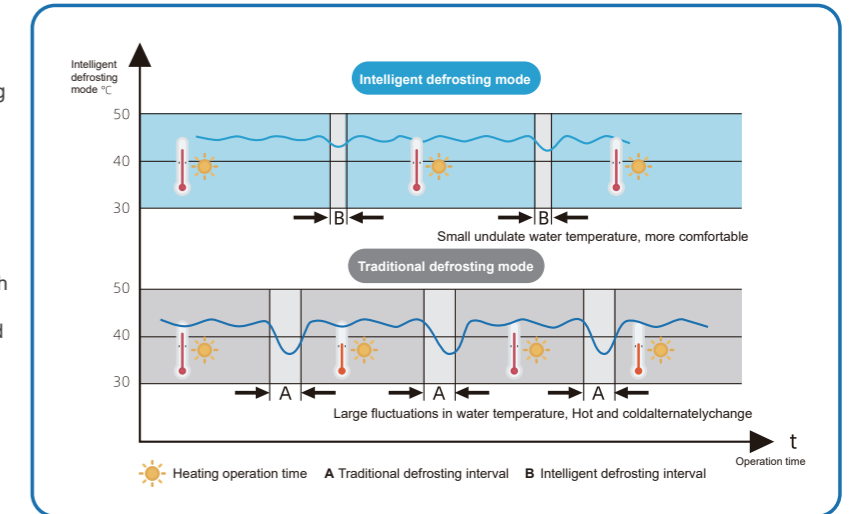 Intelligent
defrosting
mode °C
g
Intelligent defrosting mode
50
40
30
B
B
Small undulate water temperature, more comfortable
h
d
Traditional defrosting mode
50
40
30
A
A
A
Large fluctuations in water temperature, Hot and coldalternatelychange
t
Operation time
Heating operation time A Traditional defrosting interval B Intelligent defrosting interval